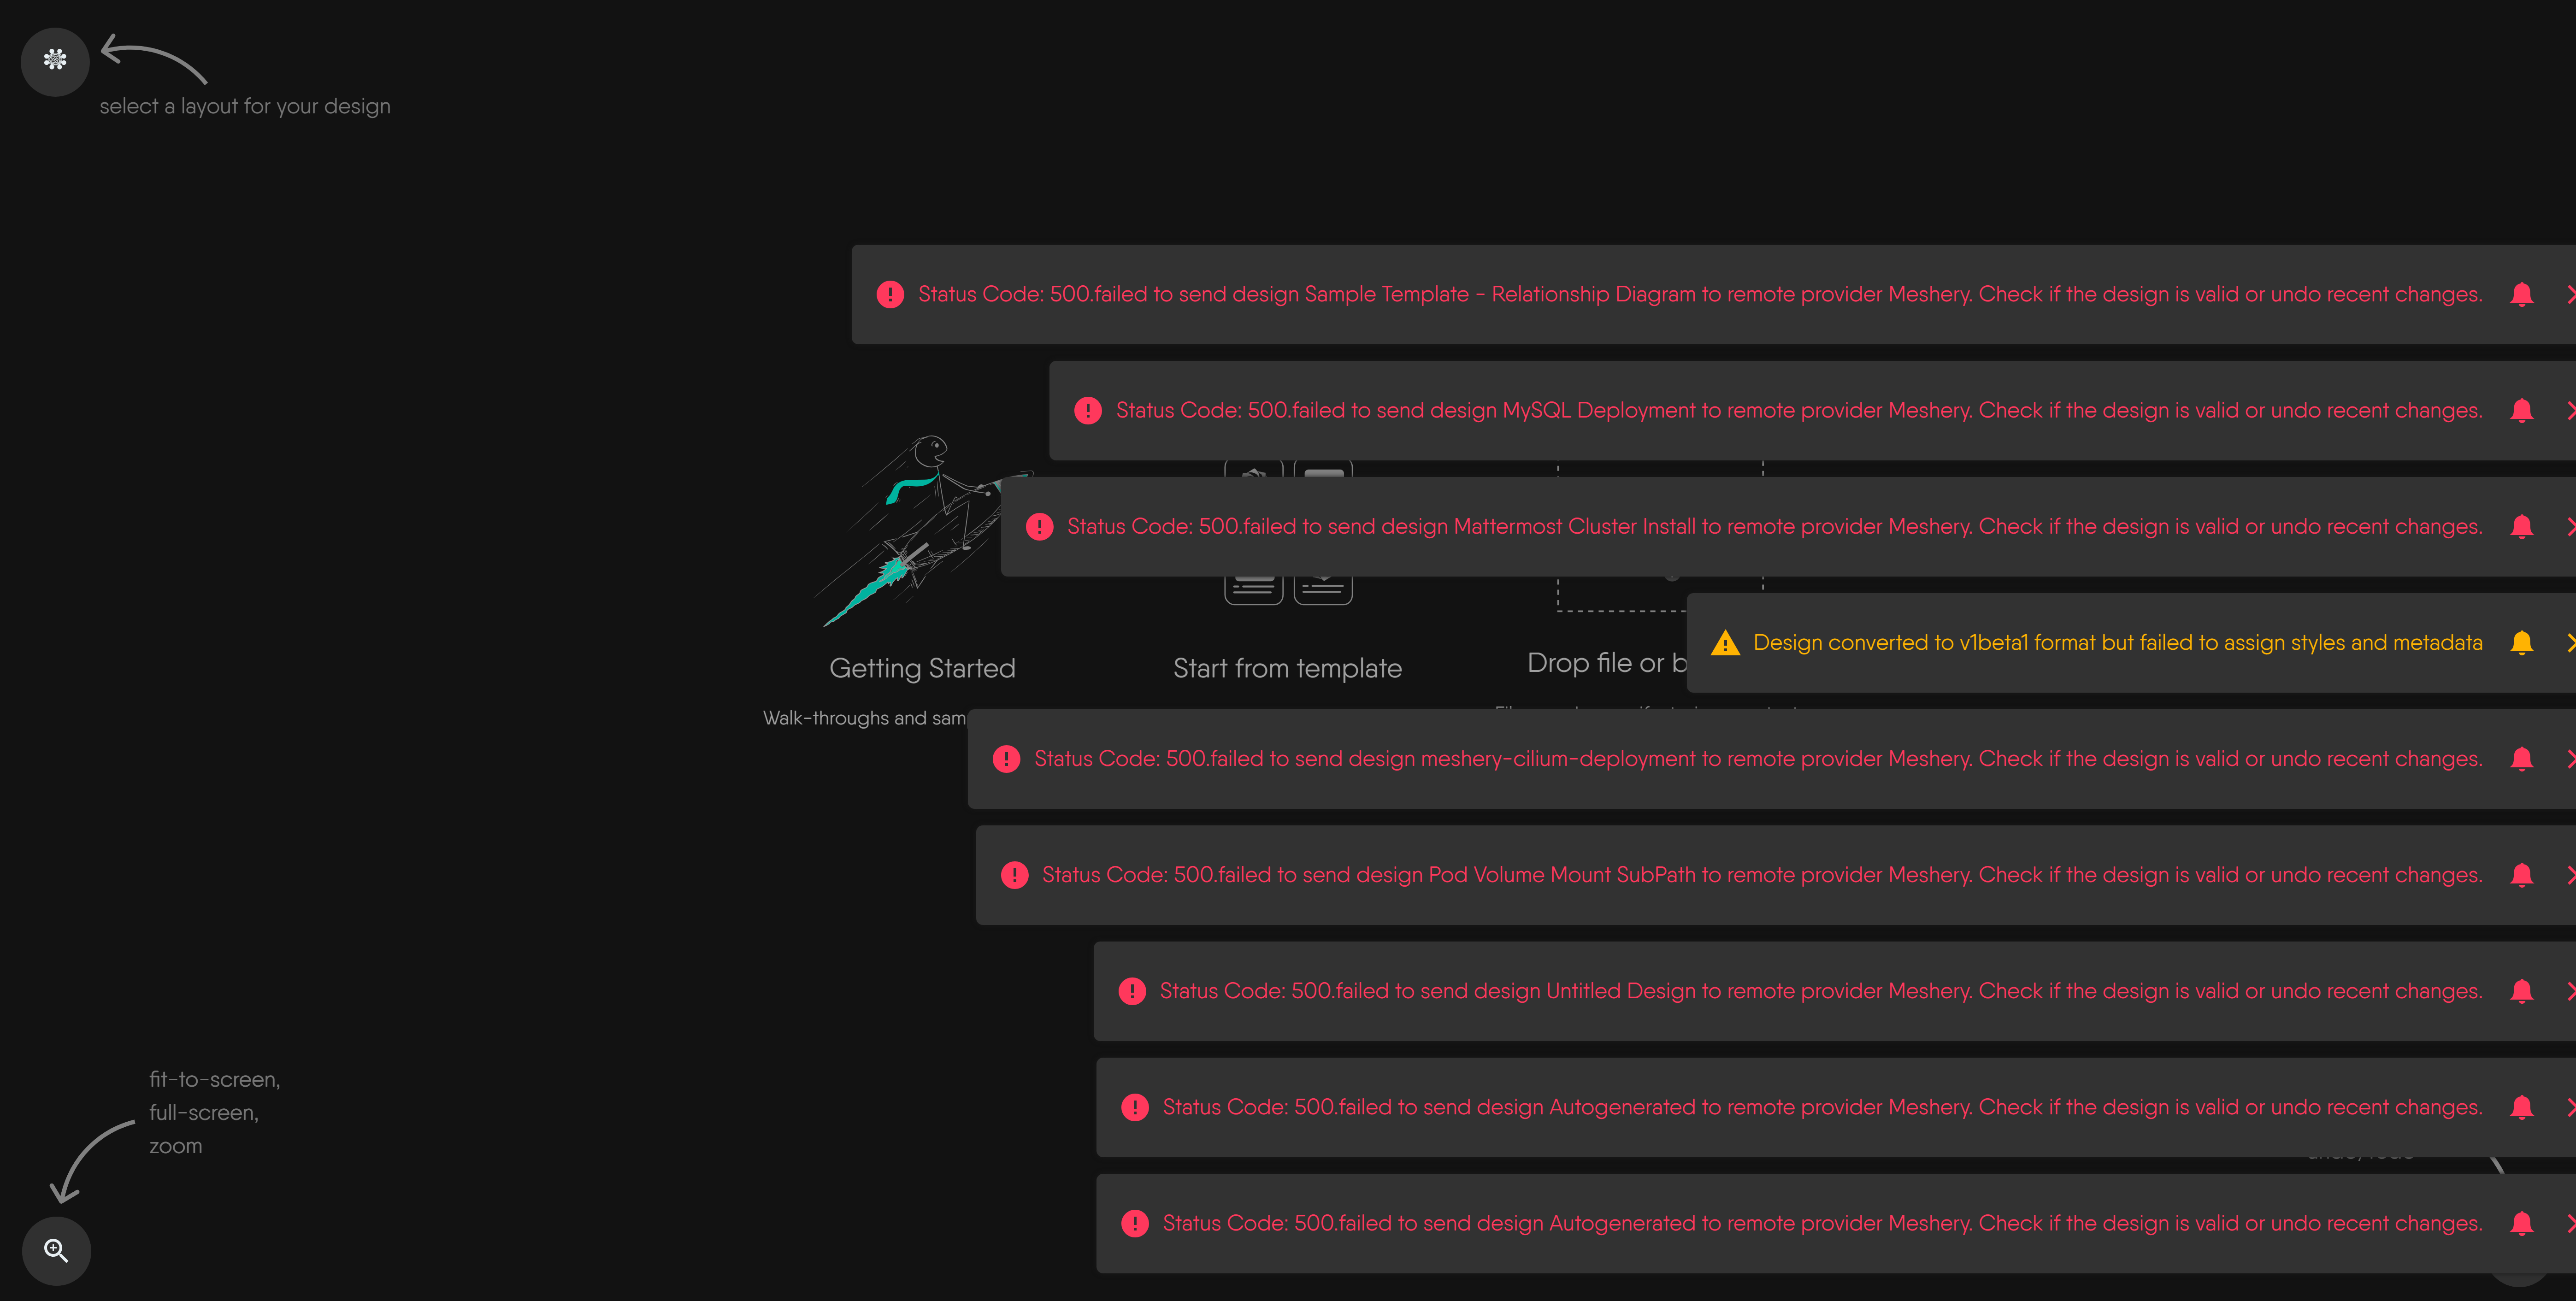 select a layout for your design
Status Code: 500.failed to send design Sample Template - Relationship Diagram to remote provider Meshery. Check if the design is valid or undo recent changes.
Status Code: 500.failed to send design MySQL Deployment to remote provider Meshery. Check if the design is valid or undo recent changes.
Status Code: 500.failed to send design Mattermost Cluster Install to remote provider Meshery. Check if the design is valid or undo recent changes.
Design converted to v1beta1 format but failed to assign styles and metadata
Getting Started
Start from template
Drop file or b
Walk-throughs and sam
Status Code: 500.failed to send design meshery-cilium-deployment to remote provider Meshery. Check if the design is valid or undo recent changes.
Status Code: 500.failed to send design Pod Volume Mount SubPath to remote provider Meshery. Check if the design is valid or undo recent changes.
Status Code: 500.failed to send design Untitled Design to remote provider Meshery. Check if the design is valid or undo recent changes.
fit-to-screen,
full-screen,
zoom
Status Code: 500.failed to send design Autogenerated to remote provider Meshery. Check if the design is valid or undo recent changes.
Status Code: 500.failed to send design Autogenerated to remote provider Meshery. Check if the design is valid or undo recent changes.